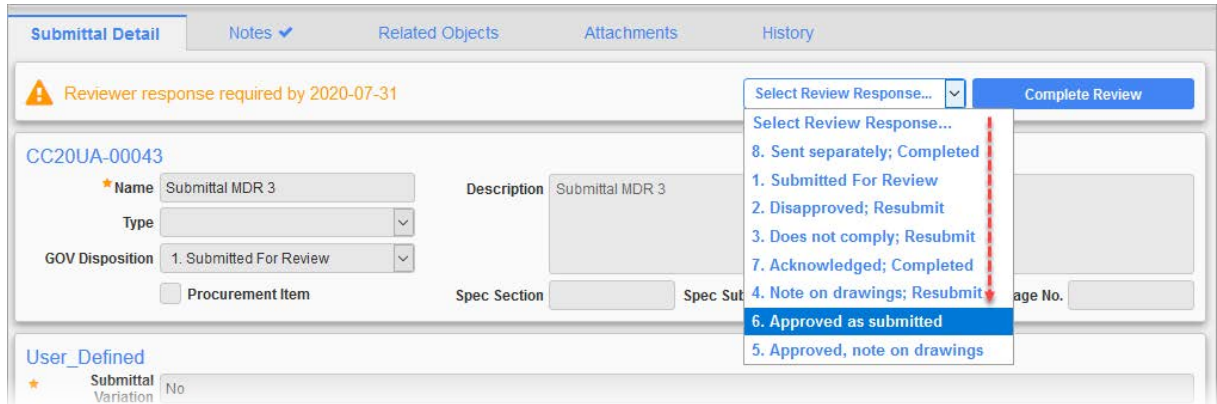 Submittal Detail Notes Related Objects Attachments History
Reviewer response required by 2020-07-31 Select Review Response... Complete Review
Select Review Response...
8. Sent separately; Completed
1. Submitted For Review
2. Disapproved; Resubmit
3. Does not comply; Resubmit
7. Acknowledged; Completed
4. Note on drawings; Resubmit
6. Approved as submitted
5. Approved, note on drawings
CC20UA-00043
Name Submittal MDR 3 Description Submittal MDR 3
Type
GOV Disposition 1. Submitted For Review
Procurement Item Spec Section Spec Sub age No.
User_Defined
Submittal Variation No